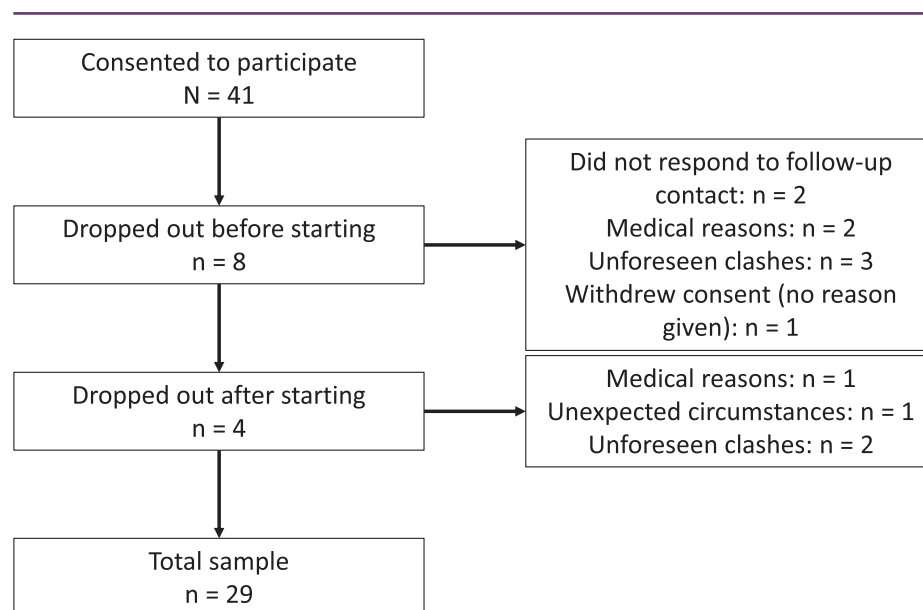 Consented to participate
N = 41
Did not respond to follow-up
contact: n = 2
Medical reasons: n = 2
Unforeseen clashes: n = 3
Withdrew consent (no reason
given): n = 1
Dropped out before starting
n = 8
Dropped out after starting
n = 4
Medical reasons: n = 1
Unexpected circumstances: n = 1
Unforeseen clashes: n = 2
Total sample
n = 29